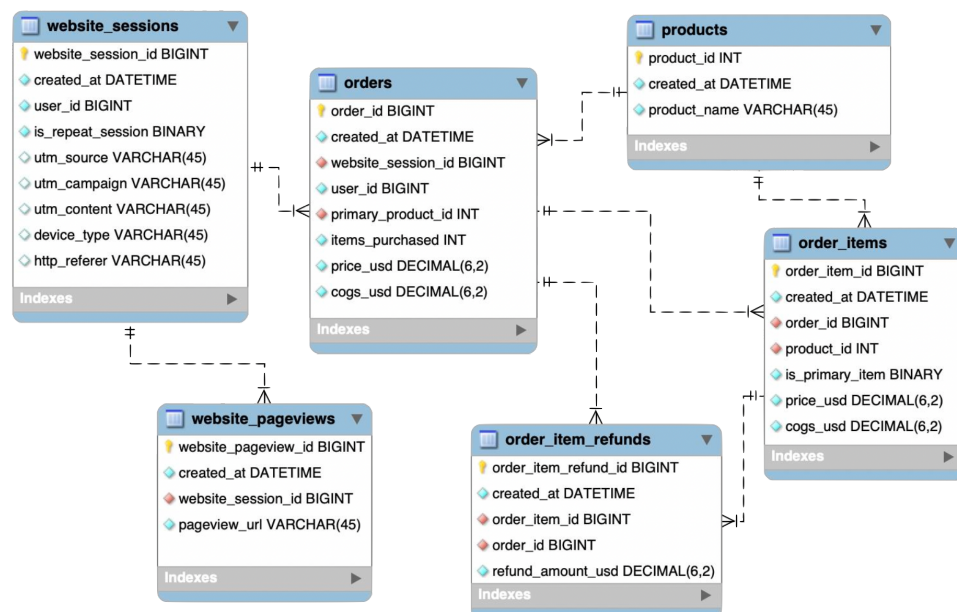 website_sessions
website_session_id BIGINT
created_at DATETIME
user_id BIGINT
is_repeat_session BINARY
utm_source VARCHAR(45)
utm_campaign VARCHAR(45)
utm_content VARCHAR(45)
device_type VARCHAR(45)
http_referer VARCHAR(45)
Indexes
orders
order_id BIGINT
created_at DATETIME
website_session_id BIGINT
user_id BIGINT
primary_product_id INT
items_purchased INT
price_usd DECIMAL(6,2)
cogs_usd DECIMAL(6,2)
Indexes
products
product_id INT
created_at DATETIME
product_name VARCHAR(45)
Indexes
order_items
order_item_id BIGINT
created_at DATETIME
order_id BIGINT
product_id INT
is_primary_item BINARY
price_usd DECIMAL(6,2)
cogs_usd DECIMAL(6,2)
Indexes
website_pageviews
website_pageview_id BIGINT
created_at DATETIME
website_session_id BIGINT
pageview_url VARCHAR(45)
Indexes
order_item_refunds
order_item_refund_id BIGINT
created_at DATETIME
order_item_id BIGINT
order_id BIGINT
refund_amount_usd DECIMAL(6,2)
Indexes